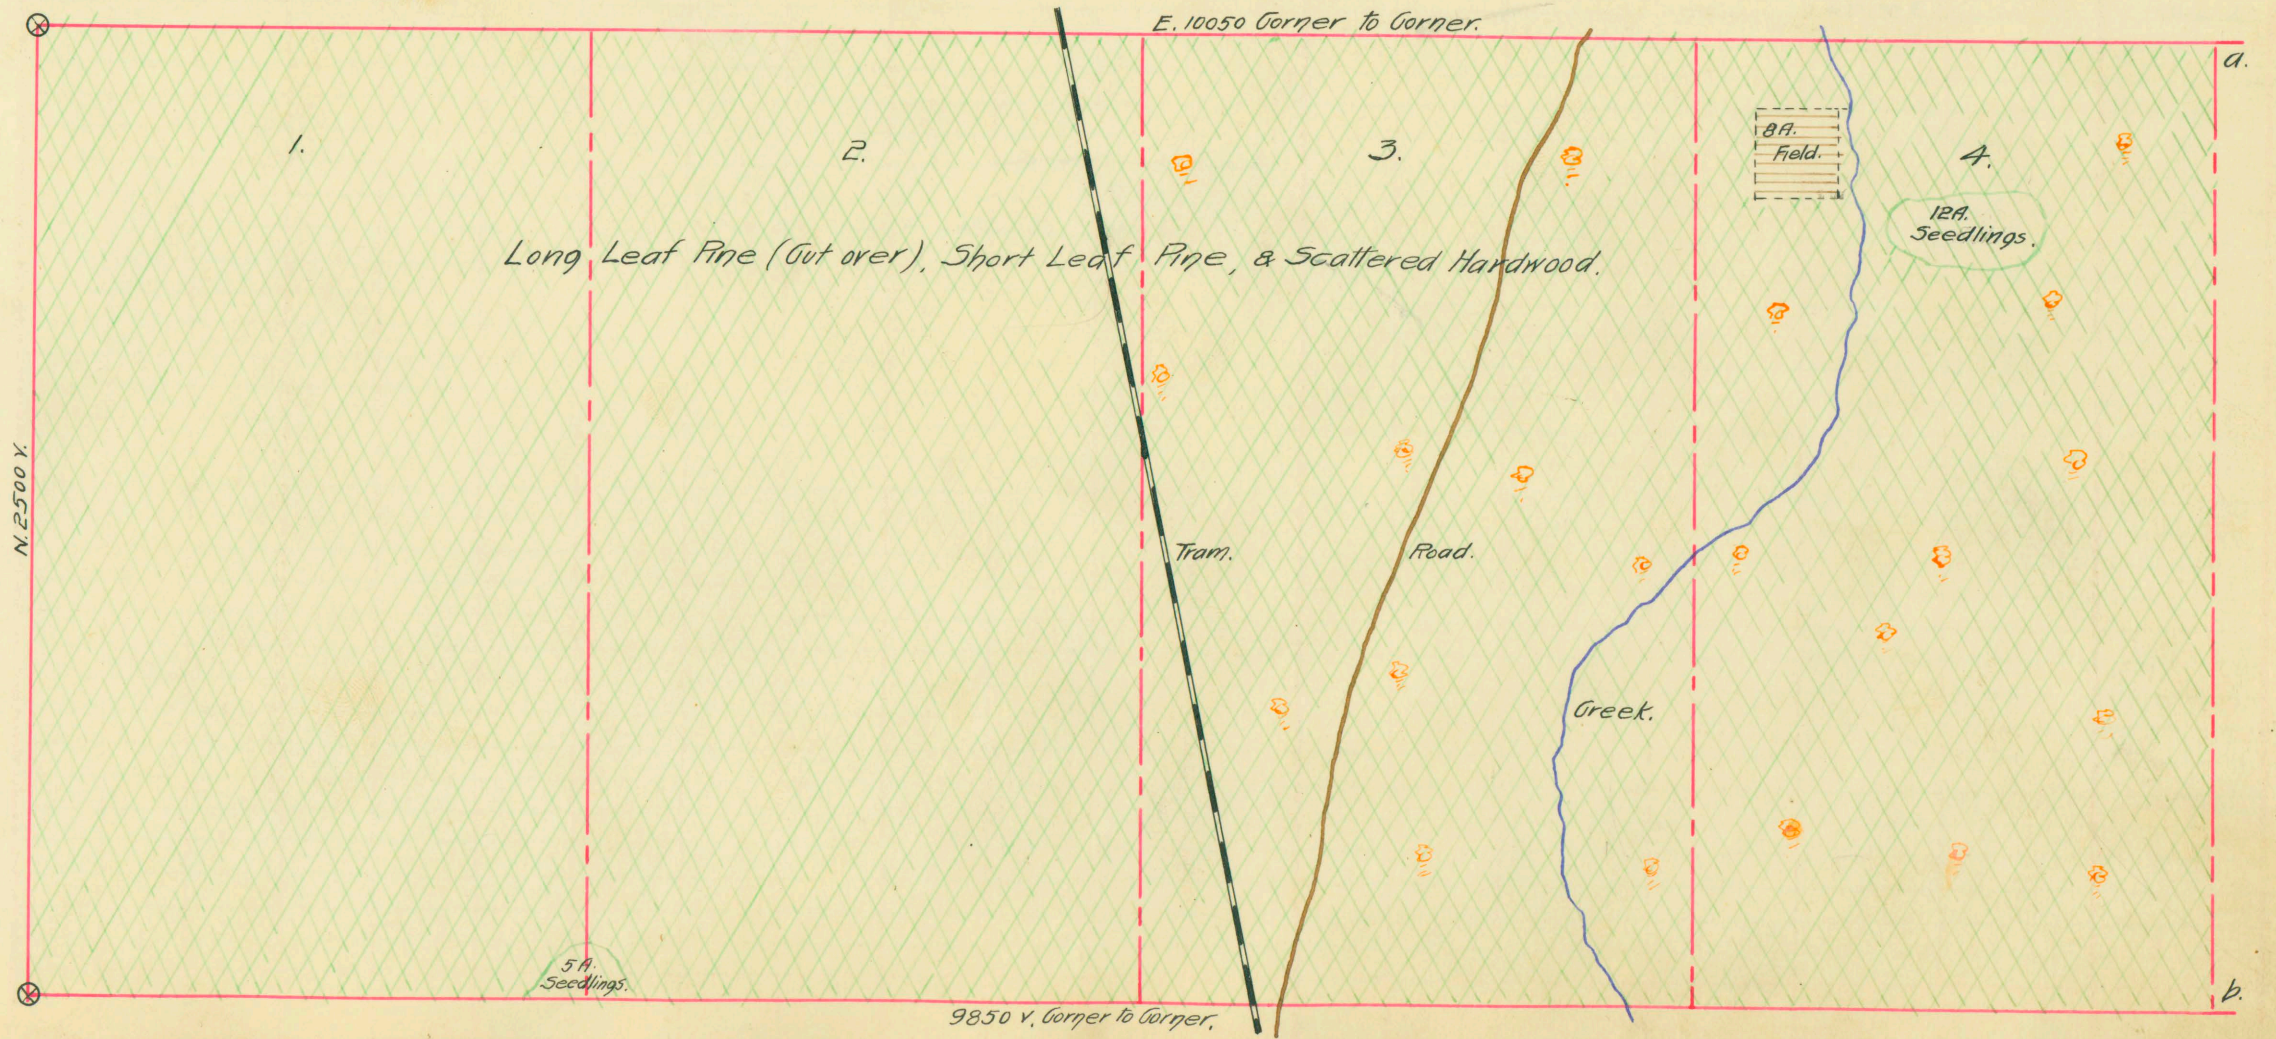 E. 10050 Corner to Corner.
a.
1.
2.
3.
4.
8A.
Field.
12A.
Seedlings.
Long Leaf Pine (Cut over), Short Leaf Pine, & Scattered Hardwood.
N. 2500 V.
Tram.
Road.
Creek.
5 A.
Seedlings.
9850 V. Corner to Corner.
b.